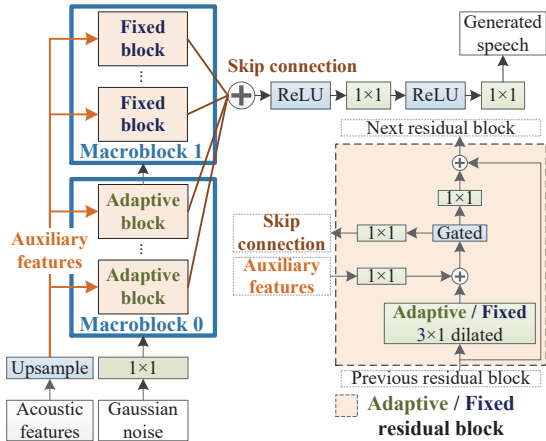 Fixed
block
...
Fixed
block
Macroblock 1
Adaptive
block
...
Adaptive
block
Macroblock 0
Auxiliary
features
Upsample
1×1
Acoustic
features
Gaussian
noise
Skip connection
+
ReLU
1×1
ReLU
1×1
Generated
speech
Next residual block
+
1×1
Skip
connection
1×1
Gated
Auxiliary
features
1×1
+
Adaptive / Fixed
3×1 dilated
Previous residual block
Adaptive / Fixed
residual block